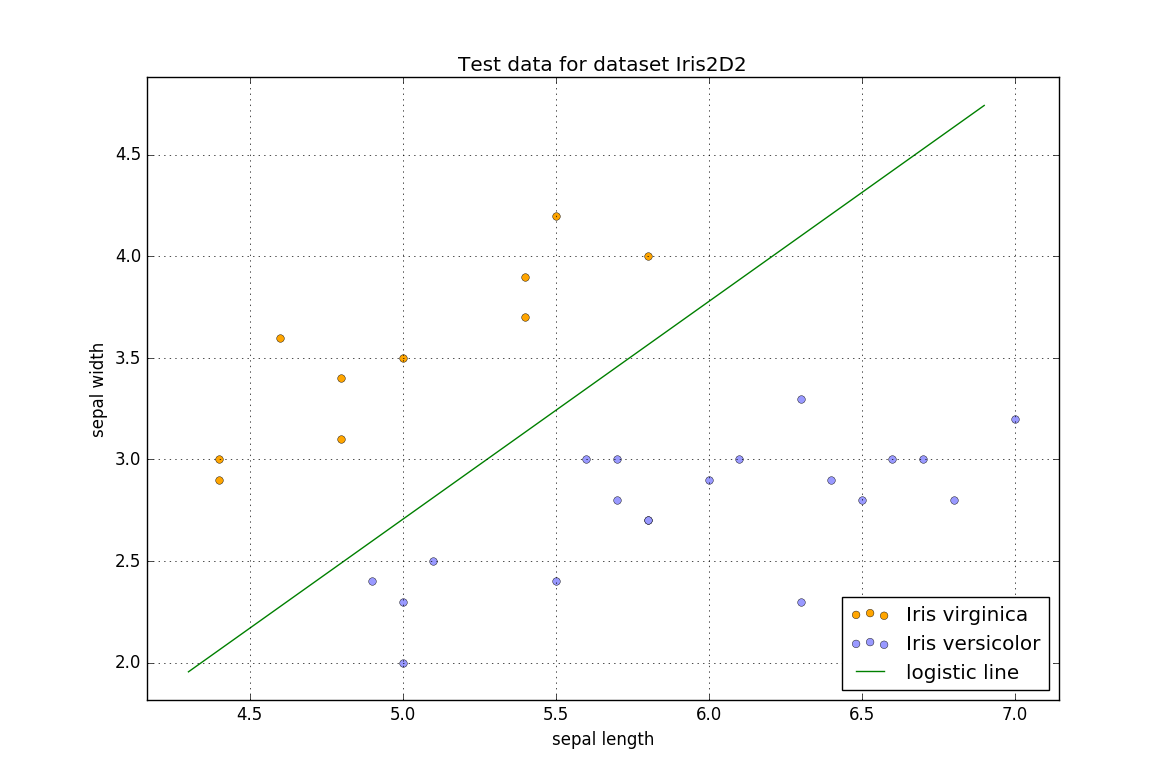 Test data for dataset Iris2D2
sepal width
4.5
4.0
3.5
3.0
2.5
2.0
Iris virginica
Iris versicolor
logistic line
4.5 5.0 5.5 6.0 6.5 7.0
sepal length